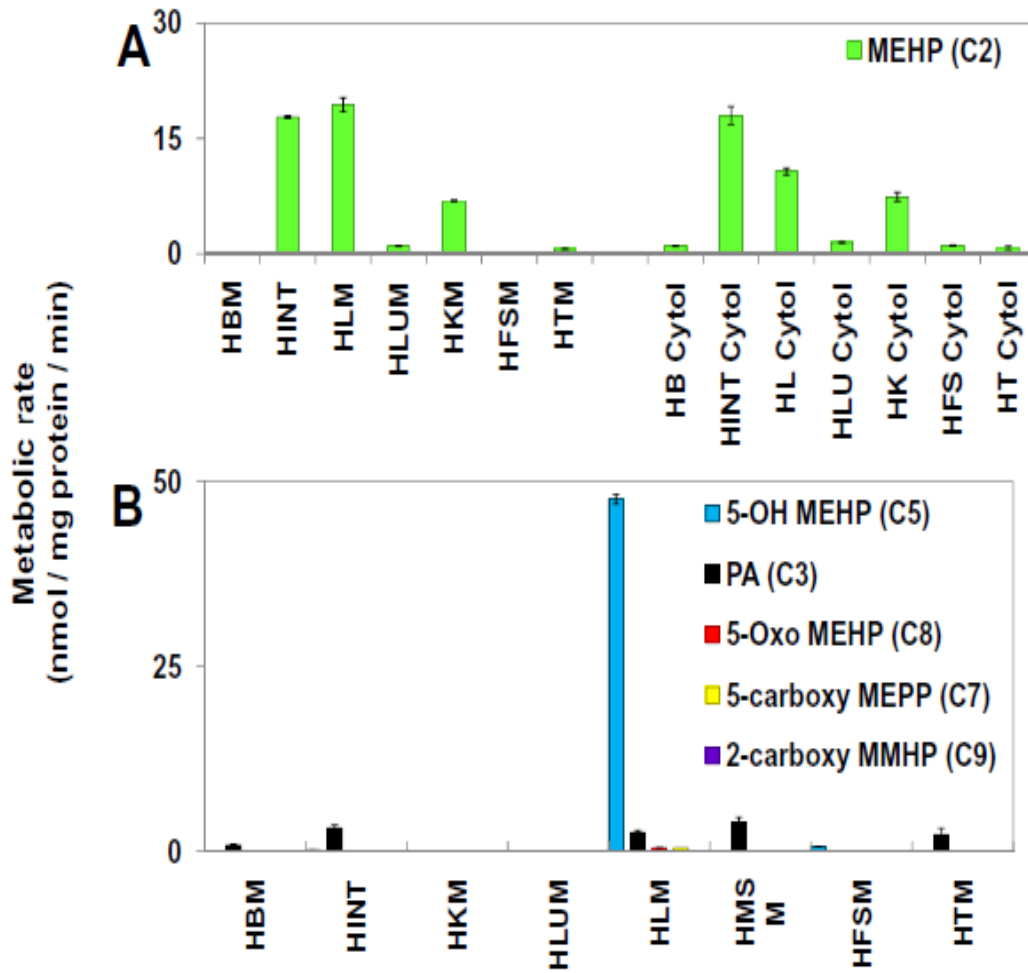 A
30
MEHP (C2)
15
0
HBM
HINT
HLM
HLUM
HKM
HFSM
HTM
HB Cytol
HINT Cytol
HL Cytol
HLU Cytol
HK Cytol
HFS Cytol
HT Cytol
Metabolic rate
(nmol / mg protein / min)
B
50
5-OH MEHP (C5)
PA (C3)
5-Oxo MEHP (C8)
25
5-carboxy MEPP (C7)
2-carboxy MMHP (C9)
0
HBM
HINT
HKM
HLUM
HLM
HMS
M
HFSM
HTM